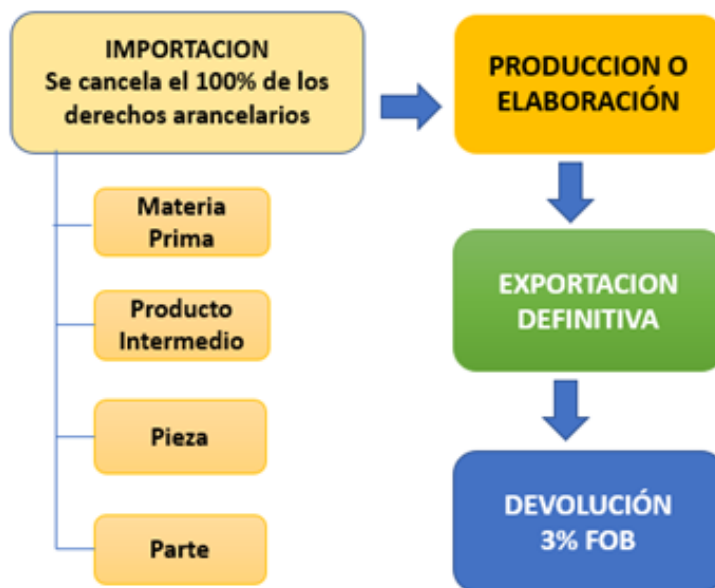 IMPORTACION
Se cancela el 100% de los
derechos arancelarios
Materia
Prima
Producto
Intermedio
Pieza
Parte
PRODUCCION O
ELABORACIÓN
EXPORTACION
DEFINITIVA
DEVOLUCIÓN
3% FOB